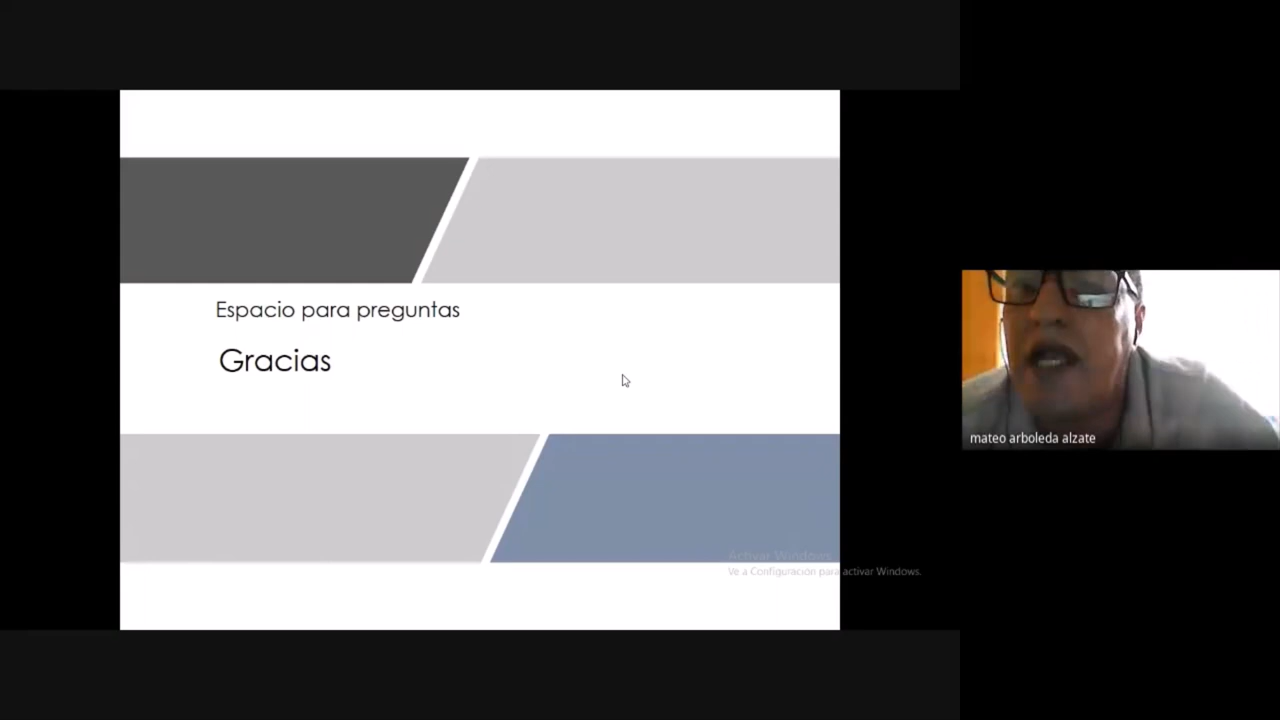 Espacio para preguntas
Gracias
mateo arboleda alzate
Activar Windows
Ve a Configuración para activar Windows.